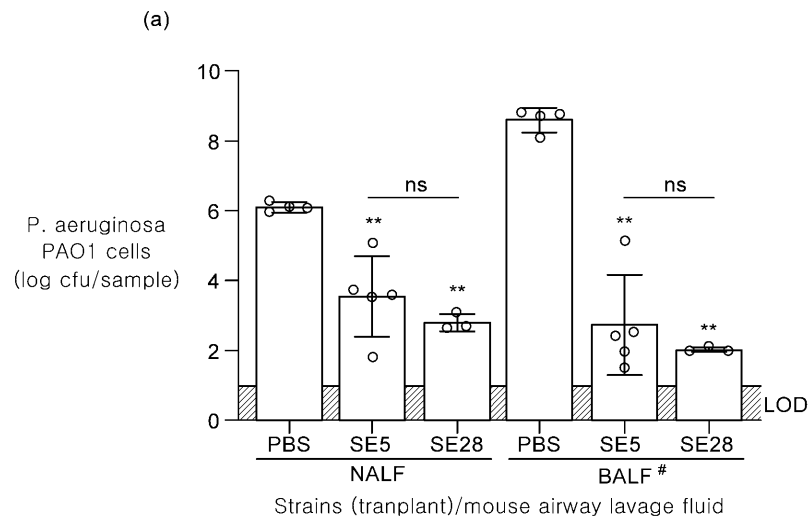 (a)
10
8
6
4
2
0
P. aeruginosa
PAO1 cells
(log cfu/sample)
ns
ns
**
**
**
**
LOD
PBS SE5 SE28 PBS SE5 SE28
NALF BALF #
Strains (tranplant)/mouse airway lavage fluid